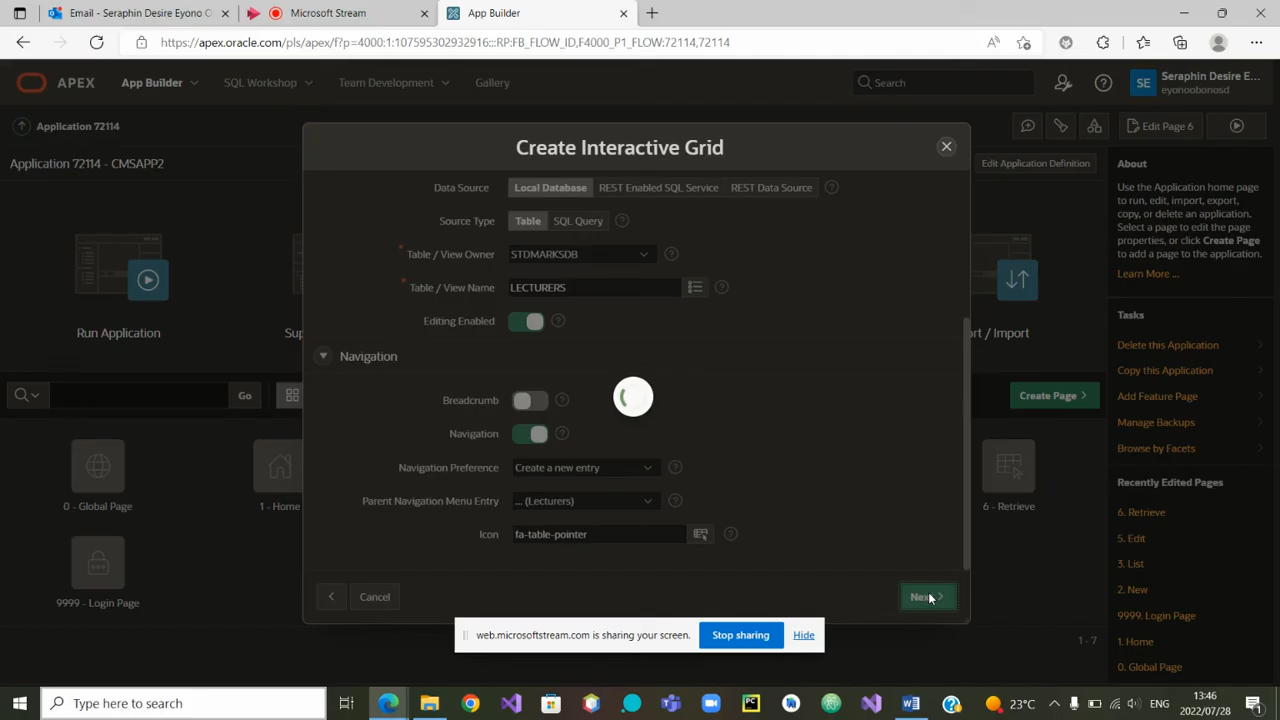 Email - Seraphin Desire Eyono O
Microsoft Stream
App Builder
https://apex.oracle.com/pls/apex/f?p=4000:1:107595302932916:::RP:FB_FLOW_ID,F4000_P1_FLOW:72114,72114
APEX
App Builder
SQL Workshop
Team Development
Gallery
Search
SE
Seraphin Desire E...
eyonoobonosd
Application 72114
Edit Page 6
Application 72114 - CMSAPP2
Edit Application Definition
Create Interactive Grid
Data Source
Local Database
REST Enabled SQL Service
REST Data Source
Source Type
Table
SQL Query
* Table / View Owner
STDMARKSDB
* Table / View Name
LECTURERS
Editing Enabled
Navigation
Breadcrumb
Navigation
Navigation Preference
Create a new entry
Parent Navigation Menu Entry
... (Lecturers)
Icon
fa-table-pointer
Cancel
Run Application
Sup
ort / Import
Go
Create Page
0 - Global Page
1 - Home
6 - Retrieve
9999 - Login Page
1 - 7
About
Use the Application home page
to run, edit, import, export,
copy, or delete an application.
Select a page to edit the page
properties, or click Create Page
to add a page to the application.
Learn More ...
Tasks
Delete this Application
Copy this Application
Add Feature Page
Manage Backups
Browse by Facets
Recently Edited Pages
6. Retrieve
5. Edit
3. List
2. New
9999. Login Page
1. Home
0. Global Page
web.microsoftstream.com is sharing your screen.
Stop sharing
Hide
Type here to search
23°C
ENG
13:46
2022/07/28